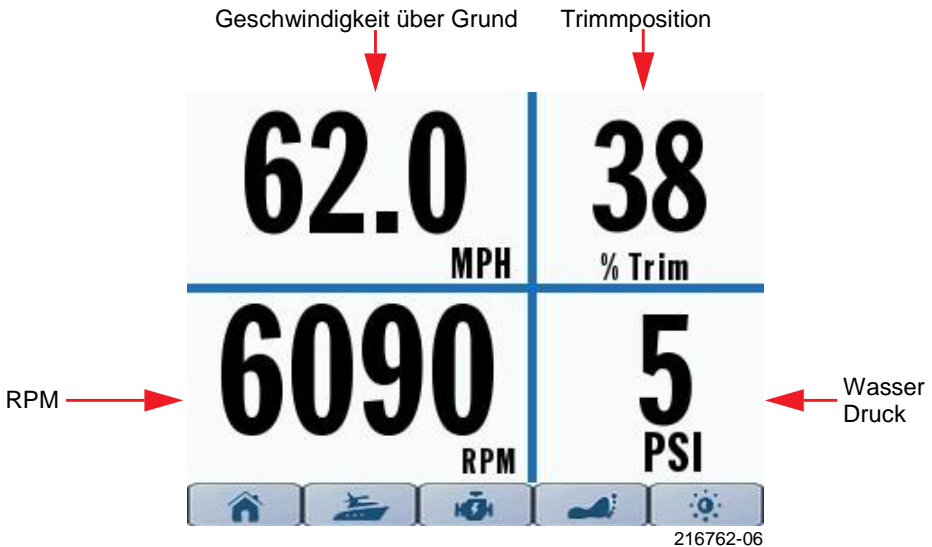 Geschwindigkeit über Grund
Trimmposition
62.0
MPH
38
% Trim
RPM
6090
RPM
5
PSI
Wasser
Druck
216762-06